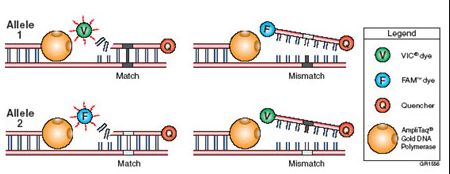 Allele
1
V
F
Q
Q
Match
Mismatch
Allele
2
F
V
Q
Q
Match
Mismatch
Legend
V VIC® dye
F FAM™ dye
Q Quencher
AmpliTaq®
Gold DNA
Polymerase
GR1556